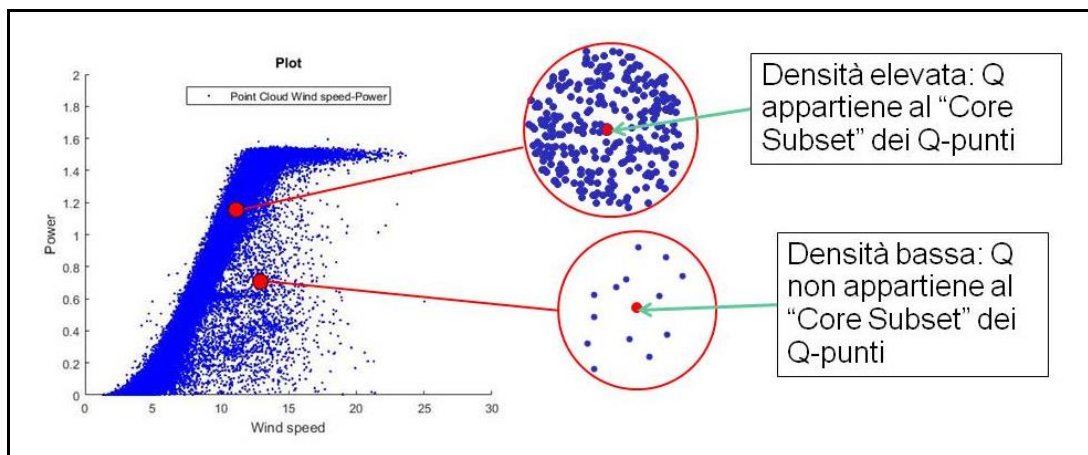 Plot
Point Cloud Wind speed-Power
2
1.8
1.6
1.4
1.2
1
0.8
0.6
0.4
0.2
0
Power
0 5 10 15 20 25 30
Wind speed
Densità elevata: Q
appartiene al “Core
Subset” dei Q-punti
Densità bassa: Q
non appartiene al
“Core Subset” dei
Q-punti